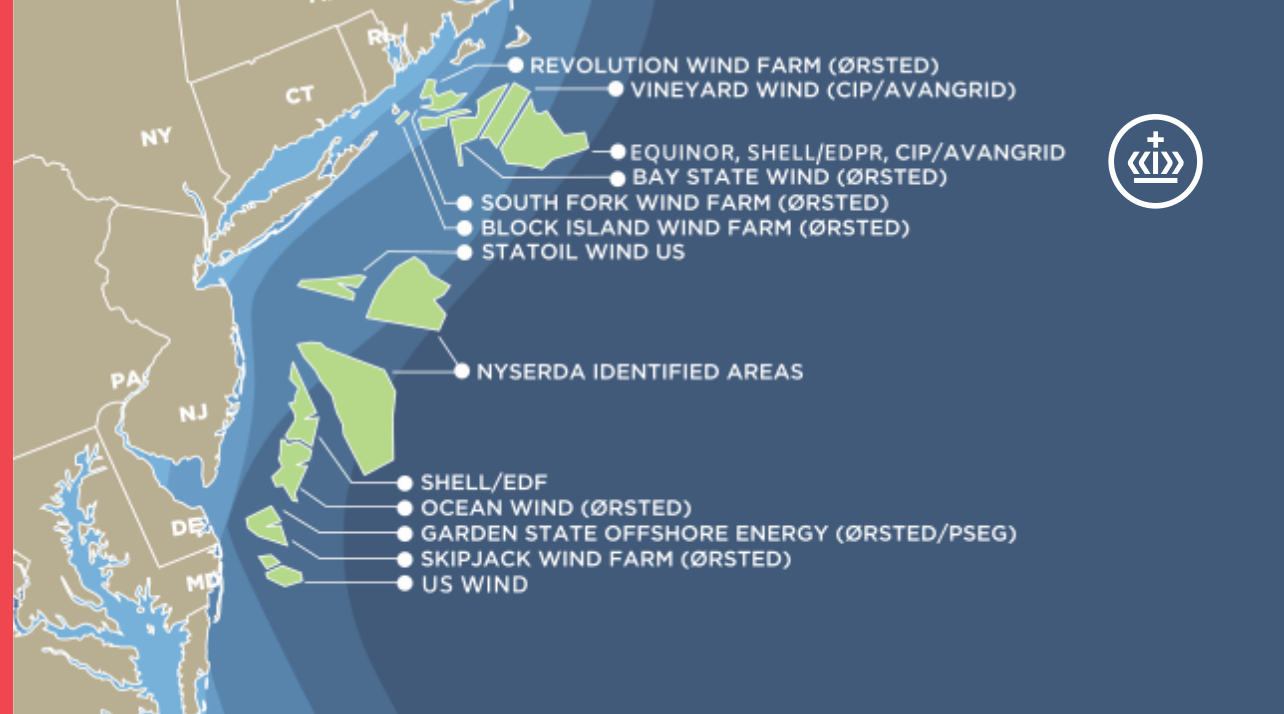 RI
REVOLUTION WIND FARM (ØRSTED)
CT
VINEYARD WIND (CIP/AVANGRID)
NY
EQUINOR, SHELL/EDPR, CIP/AVANGRID
BAY STATE WIND (ØRSTED)
SOUTH FORK WIND FARM (ØRSTED)
BLOCK ISLAND WIND FARM (ØRSTED)
STATOIL WIND US
NYSERDA IDENTIFIED AREAS
PA
NJ
SHELL/EDF
OCEAN WIND (ØRSTED)
DE
GARDEN STATE OFFSHORE ENERGY (ØRSTED/PSEG)
SKIPJACK WIND FARM (ØRSTED)
MD
US WIND